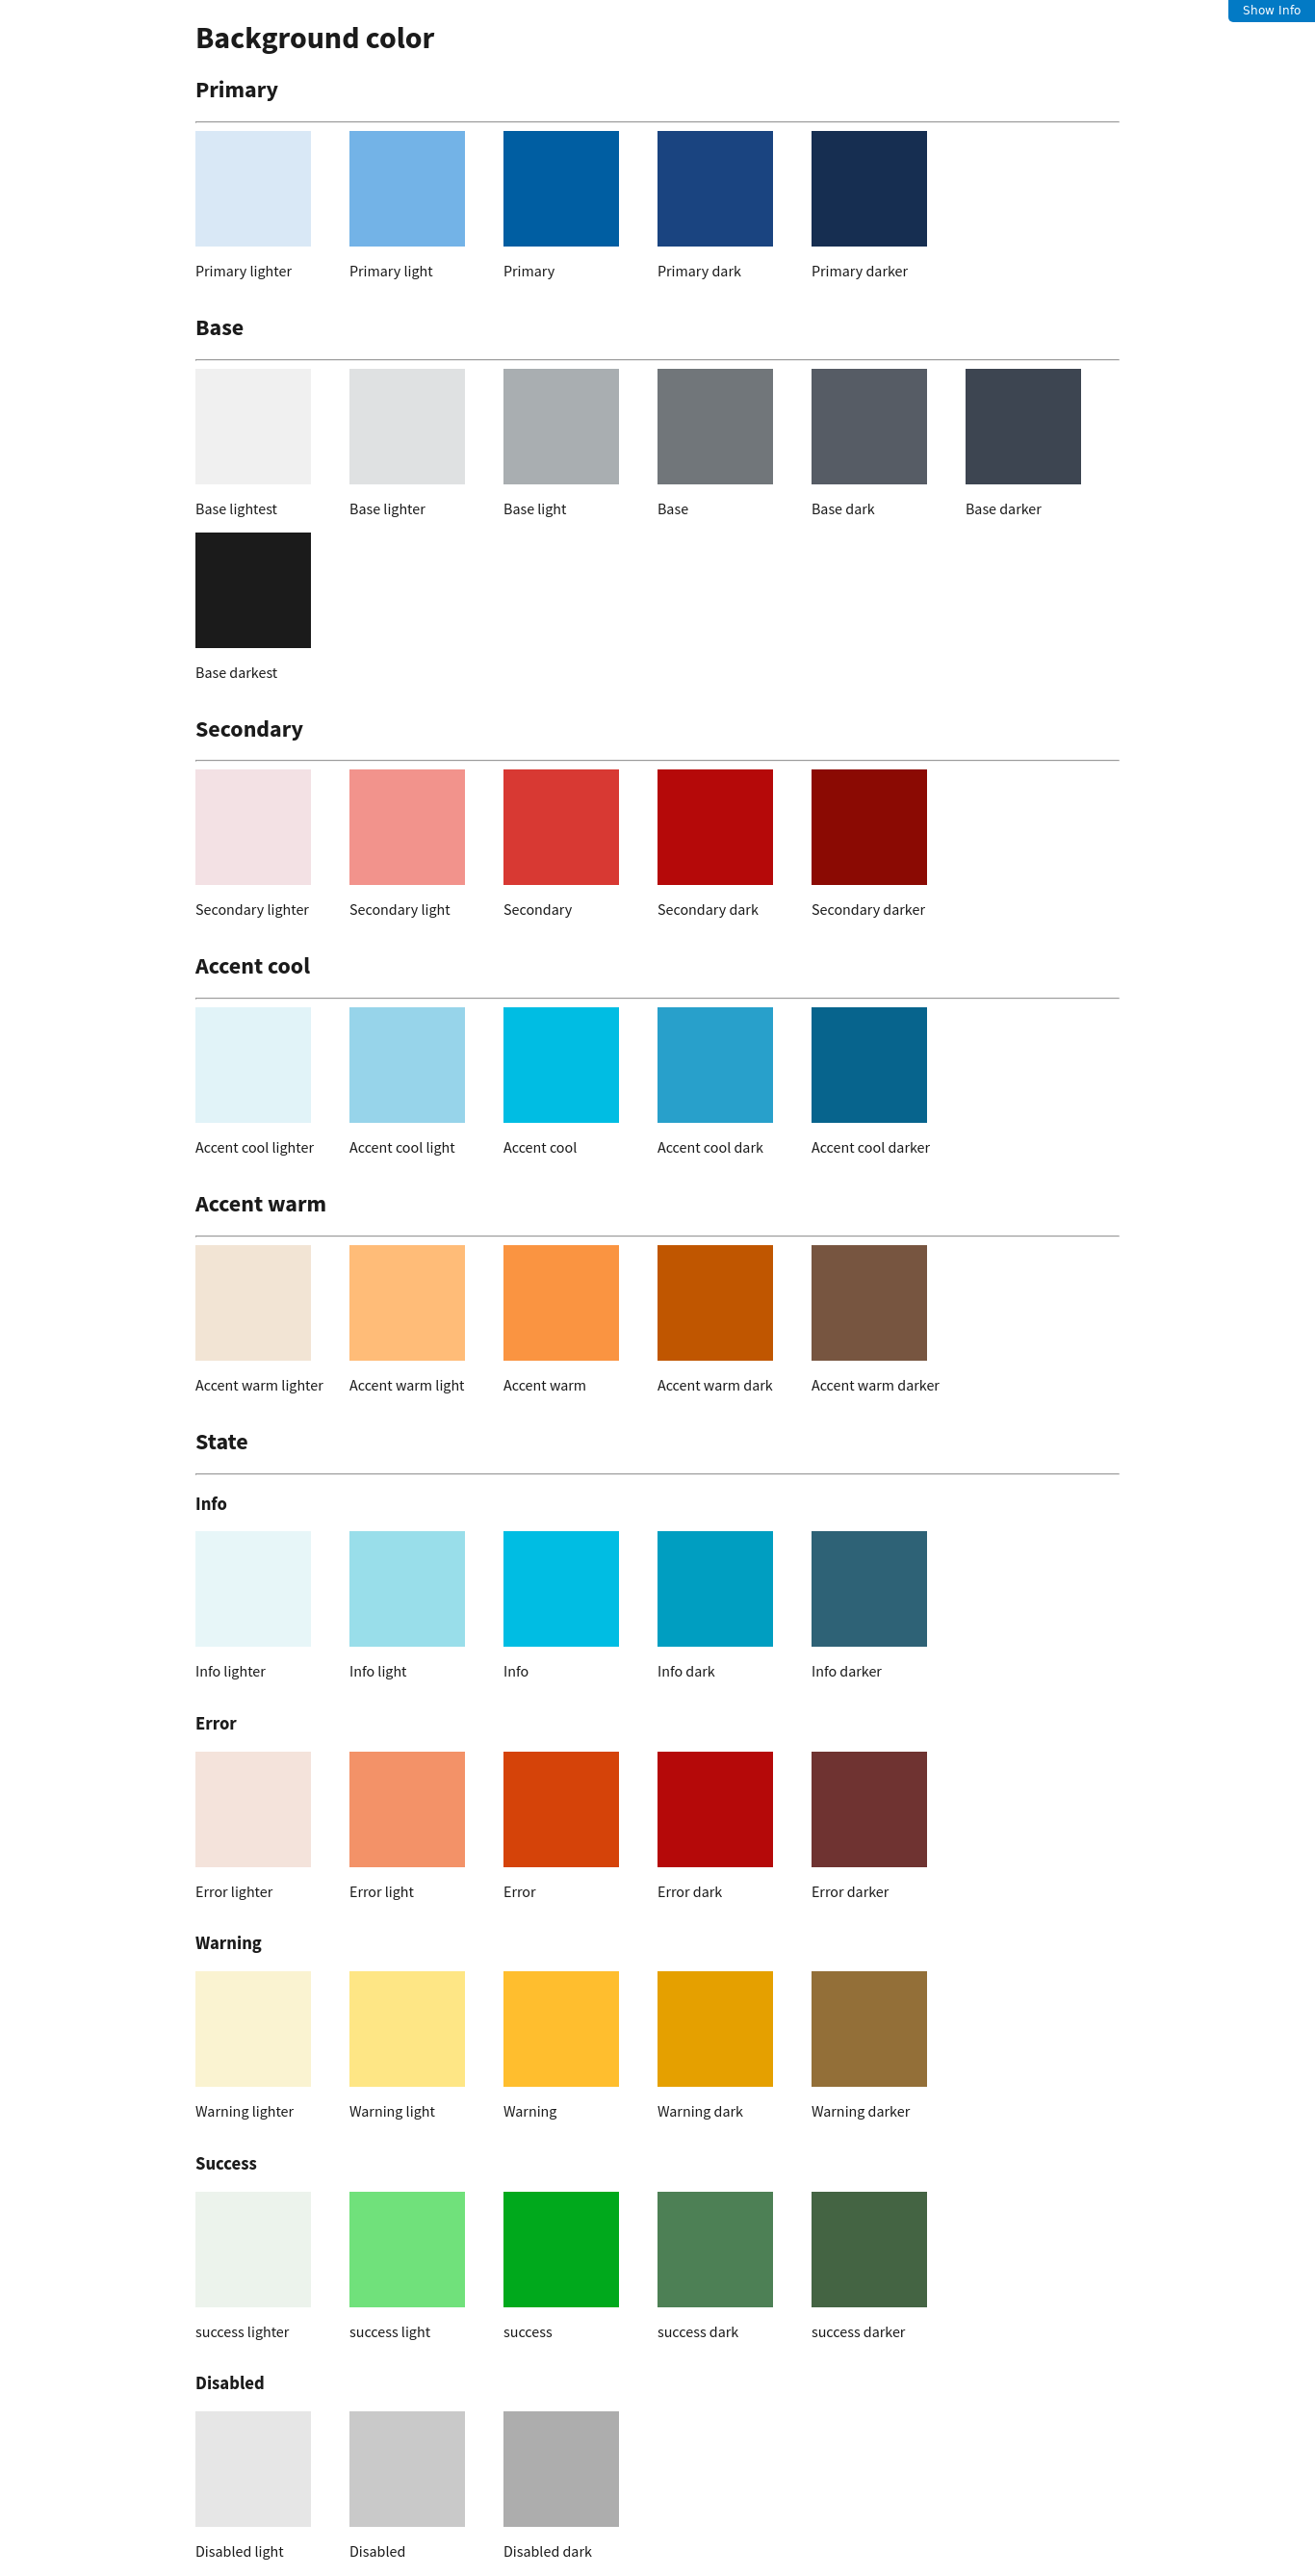 Show Info
Background color
Primary
Primary lighter Primary light Primary Primary dark Primary darker
Base
Base lightest Base lighter Base light Base Base dark Base darker
Base darkest
Secondary
Secondary lighter Secondary light Secondary Secondary dark Secondary darker
Accent cool
Accent cool lighter Accent cool light Accent cool Accent cool dark Accent cool darker
Accent warm
Accent warm lighter Accent warm light Accent warm Accent warm dark Accent warm darker
State
Info
Info lighter Info light Info Info dark Info darker
Error
Error lighter Error light Error Error dark Error darker
Warning
Warning lighter Warning light Warning Warning dark Warning darker
Success
success lighter success light success success dark success darker
Disabled
Disabled light Disabled Disabled dark